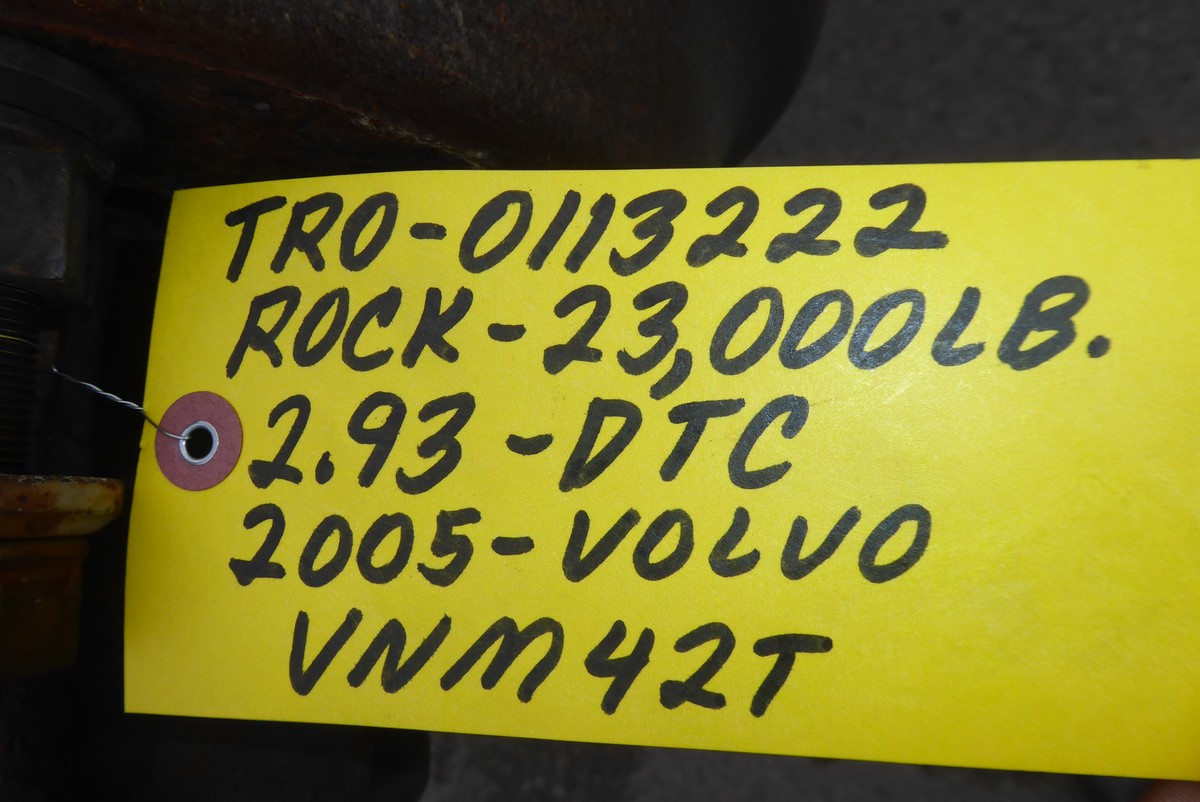 TRO-0113222
ROCK-23,000LB.
2.93-DTC
2005-VOLVO
VNM42T